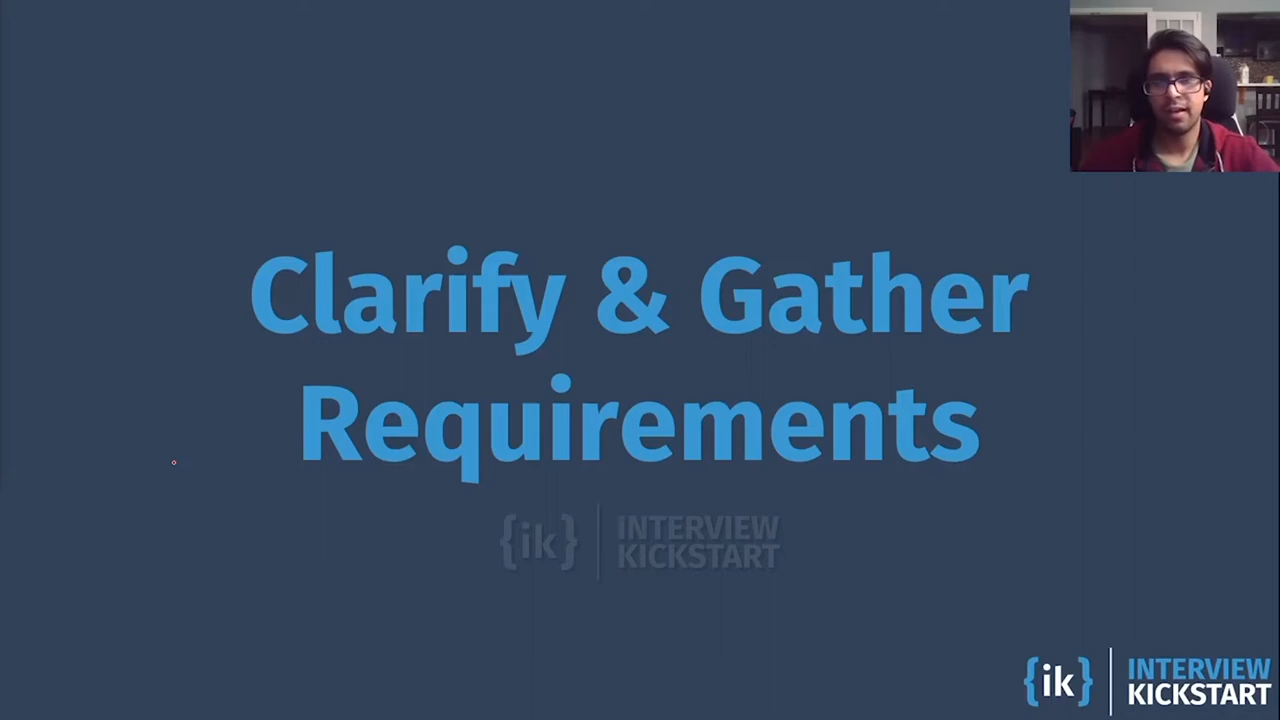 Clarify & Gather
Requirements
{ik} INTERVIEW
KICKSTART
{ik} INTERVIEW
KICKSTART